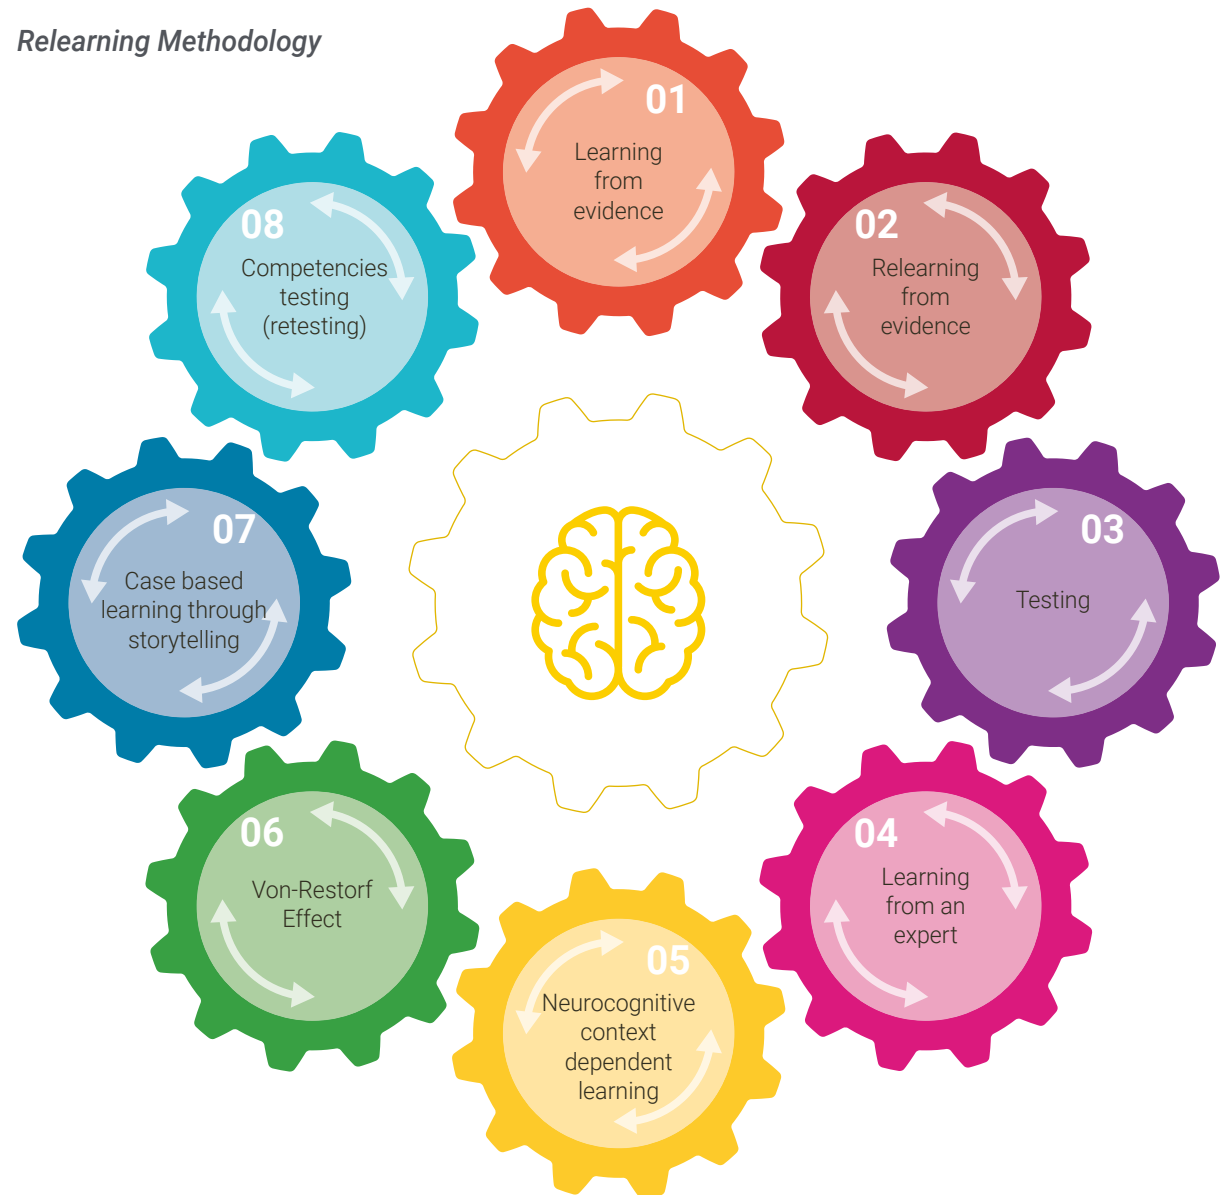 Relearning Methodology
01
Learning
from
evidence
02
Relearning
from
evidence
03
Testing
04
Learning
from an
expert
05
Neurocognitive
context
dependent
learning
06
Von-Restorf
Effect
07
Case based
learning through
storytelling
08
Competencies
testing
(retesting)